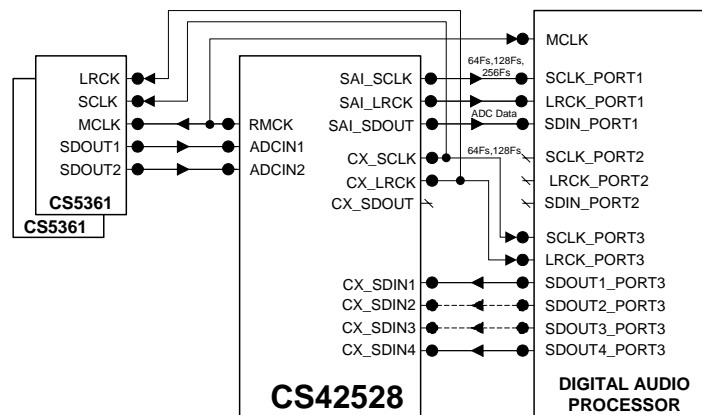 LRCK
SCLK
MCLK
SDOUT1
SDOUT2
CS5361
CS5361
RMCK
ADCIN1
ADCIN2
SAI_SCLK
SAI_LRCK
SAI_SDOUT
CX_SCLK
CX_LRCK
CX_SDOUT
CX_SDIN1
CX_SDIN2
CX_SDIN3
CX_SDIN4
CS42528
64Fs,128Fs,
256Fs
ADC Data
64Fs,128Fs
MCLK
SCLK_PORT1
LRCK_PORT1
SDIN_PORT1
SCLK_PORT2
LRCK_PORT2
SDIN_PORT2
SCLK_PORT3
LRCK_PORT3
SDOUT1_PORT3
SDOUT2_PORT3
SDOUT3_PORT3
SDOUT4_PORT3
DIGITAL AUDIO
PROCESSOR